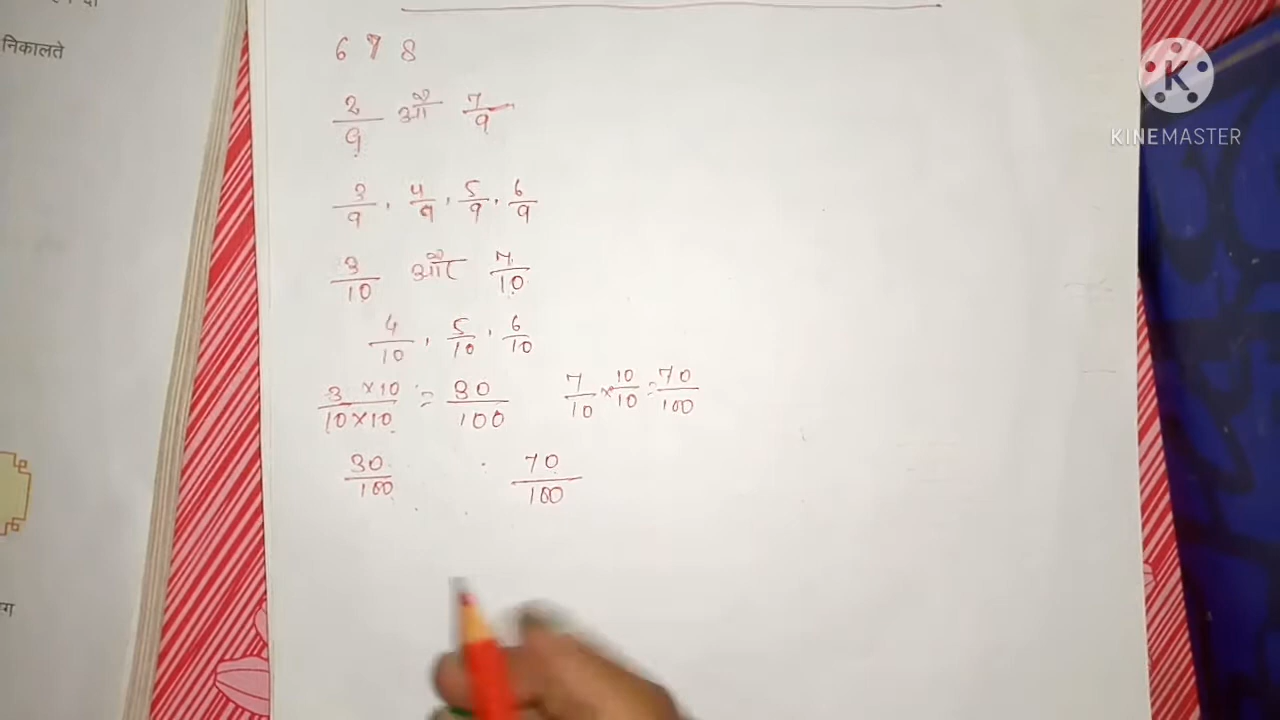 निकालते
6 7 8
2/9 और 7/9
3/9, 4/9, 5/9, 6/9
3/10 और 7/10
4/10, 5/10, 6/10
3×10/10×10 = 30/100 7/10 × 10/10 = 70/100
30/100 70/100
KINEMASTER